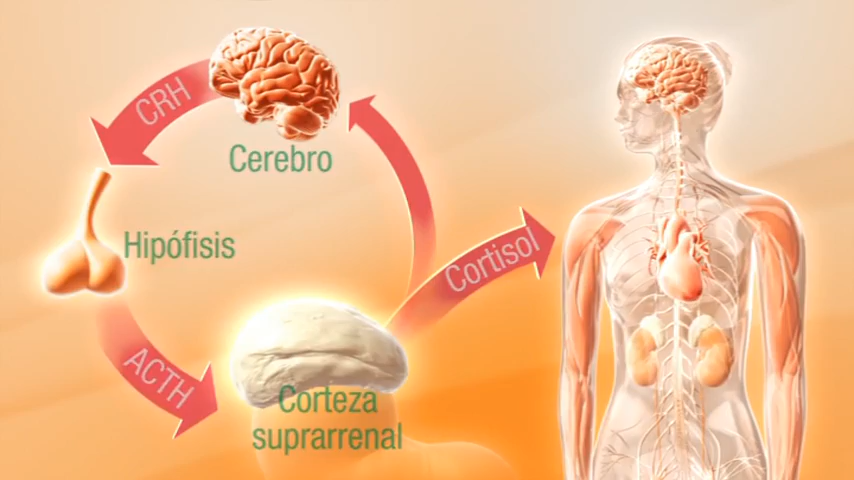 CRH
Cerebro
Hipófisis
Cortisol
ACTH
Corteza
suprarrenal